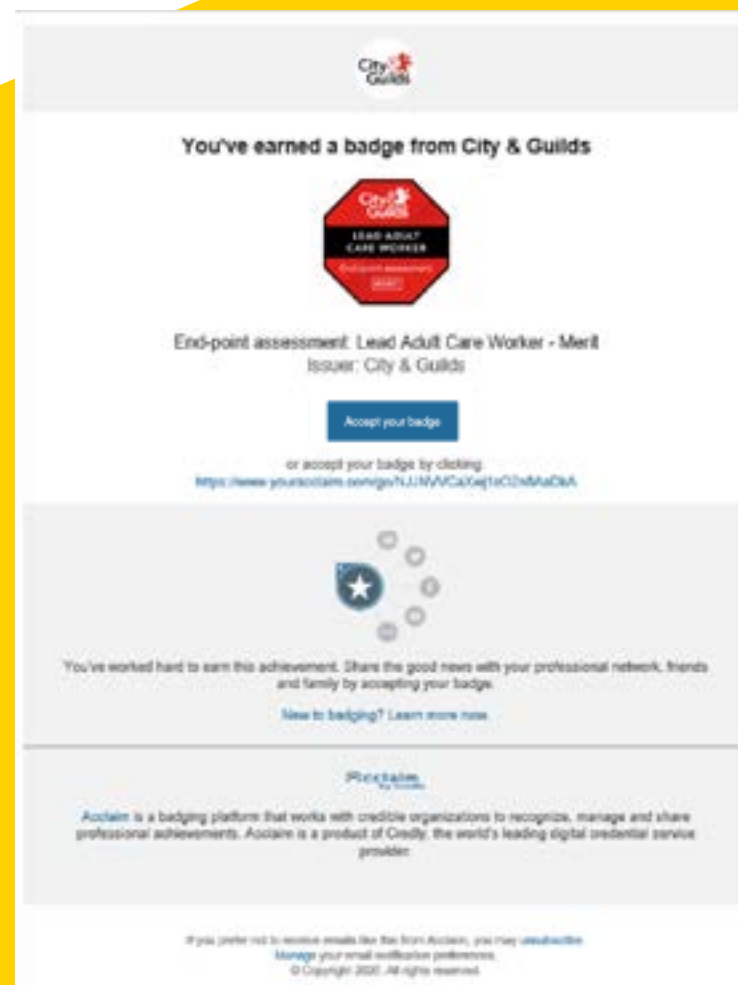 City &
Guilds
You've earned a badge from City & Guilds
City &
Guilds
LEAD ADULT
CARE WORKER
End-point assessment
MERIT
End-point assessment: Lead Adult Care Worker - Merit
Issuer: City & Guilds
Accept your badge
or accept your badge by clicking:
You've worked hard to earn this achievement. Share the good news with your professional network, friends
and family by accepting your badge.
New to badging? Learn more now.
Acclaim
by Credly
Acclaim is a badging platform that works with credible organizations to recognize, manage and share
professional achievements. Acclaim is a product of Credly, the world's leading digital credential service
provider.
If you prefer not to receive emails like this from Acclaim, you may unsubscribe.
Manage your email notification preferences.
© Copyright 2020. All rights reserved.